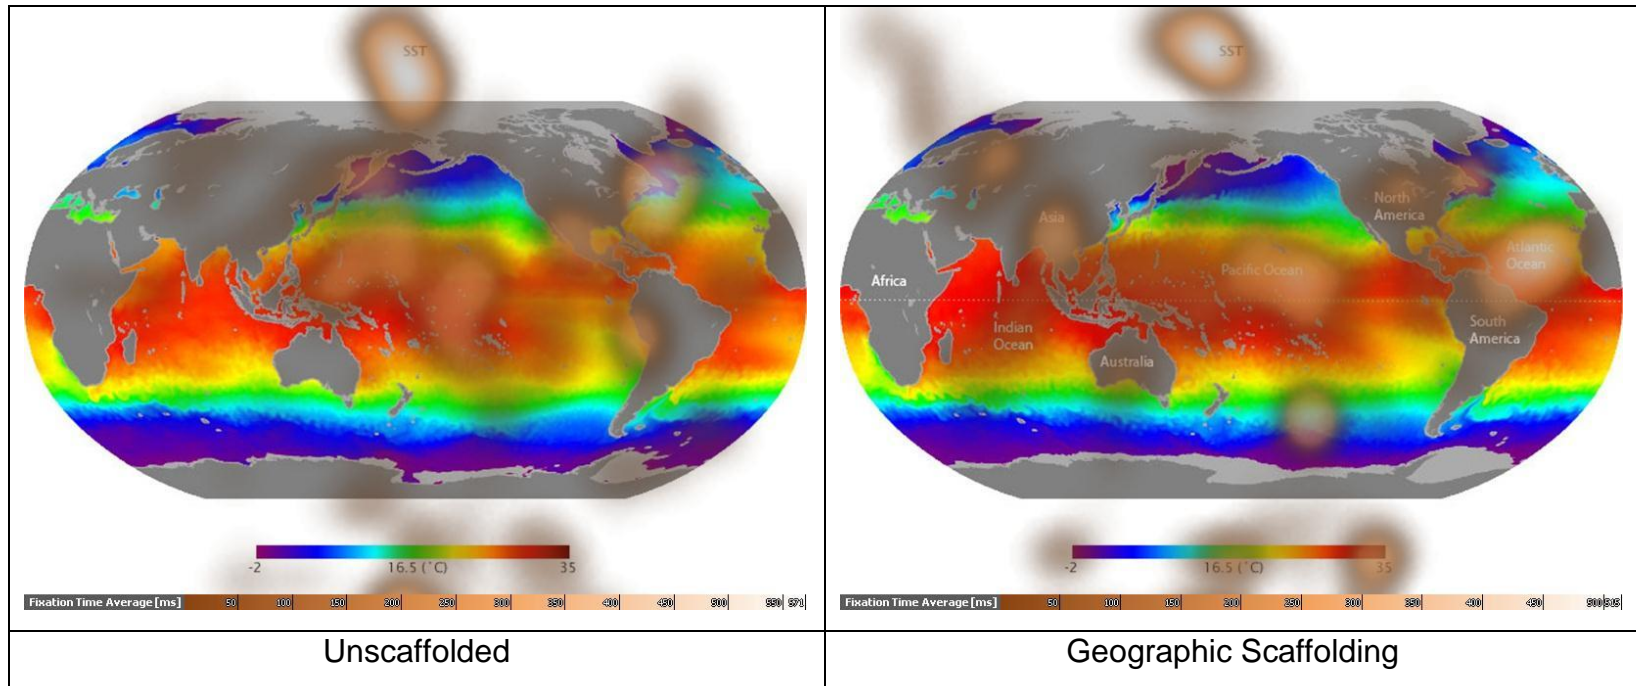 SST
-2
16.5 (˚C)
35
Fixation Time Average [ms] 50 100 150 200 250 300 350 400 450 500 550 571
Unscaffolded
SST
North
America
Asia
Atlantic
Ocean
Pacific Ocean
Africa
Indian
Ocean
South
America
Australia
-2
16.5 (˚C)
35
Fixation Time Average [ms] 50 100 150 200 250 300 350 400 450 500 515
Geographic Scaffolding